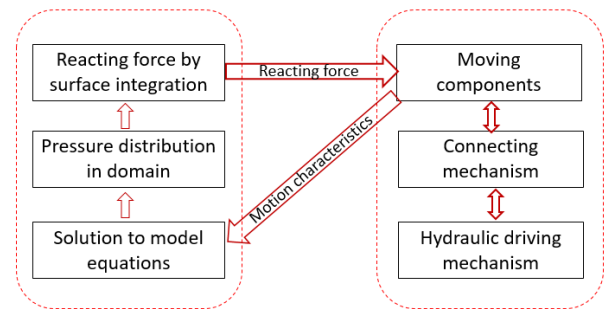 Reacting force by
surface integration
Reacting force
Moving
components
Pressure distribution
in domain
Motion characteristics
Connecting
mechanism
Solution to model
equations
Hydraulic driving
mechanism